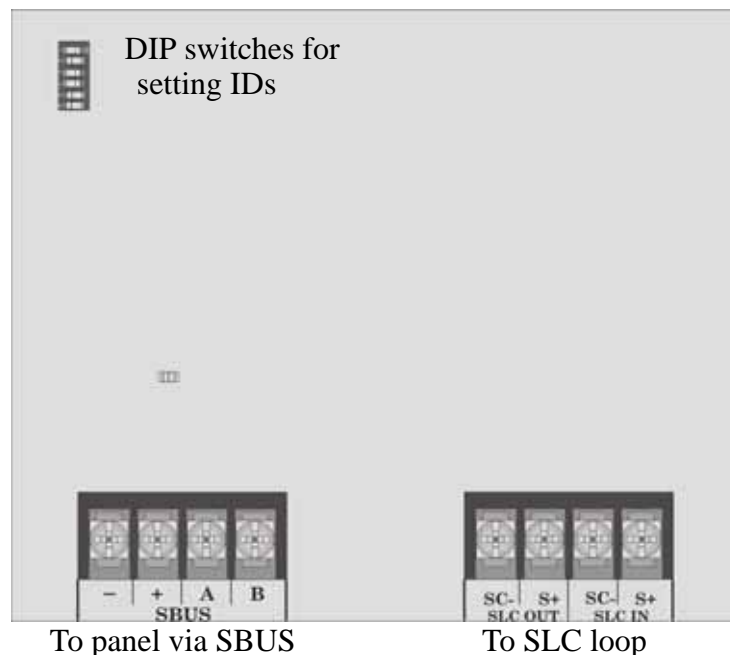 DIP switches for
setting IDs
− + A B
SBUS
SC- S+ SC- S+
SLC OUT SLC IN
To panel via SBUS
To SLC loop